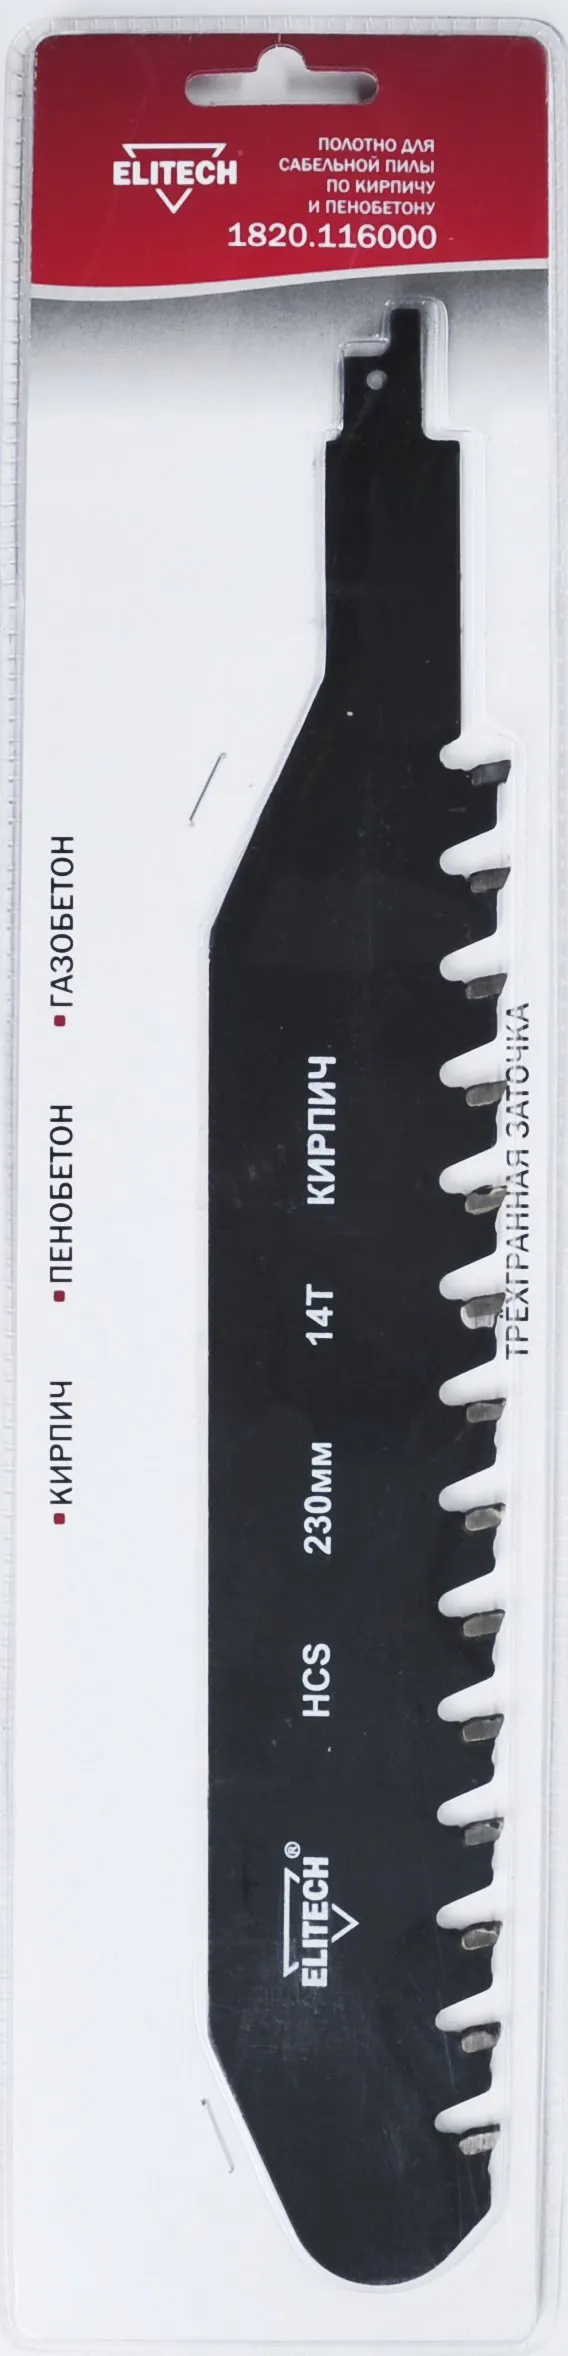 ELITECH
ПОЛОТНО ДЛЯ
САБЕЛЬНОЙ ПИЛЫ
ПО КИРПИЧУ
И ПЕНОБЕТОНУ
1820.116000
КИРПИЧ ПЕНОБЕТОН ГАЗОБЕТОН
ELITECH® HCS 230мм 14T КИРПИЧ
ТРЁХГРАННАЯ ЗАТОЧКА